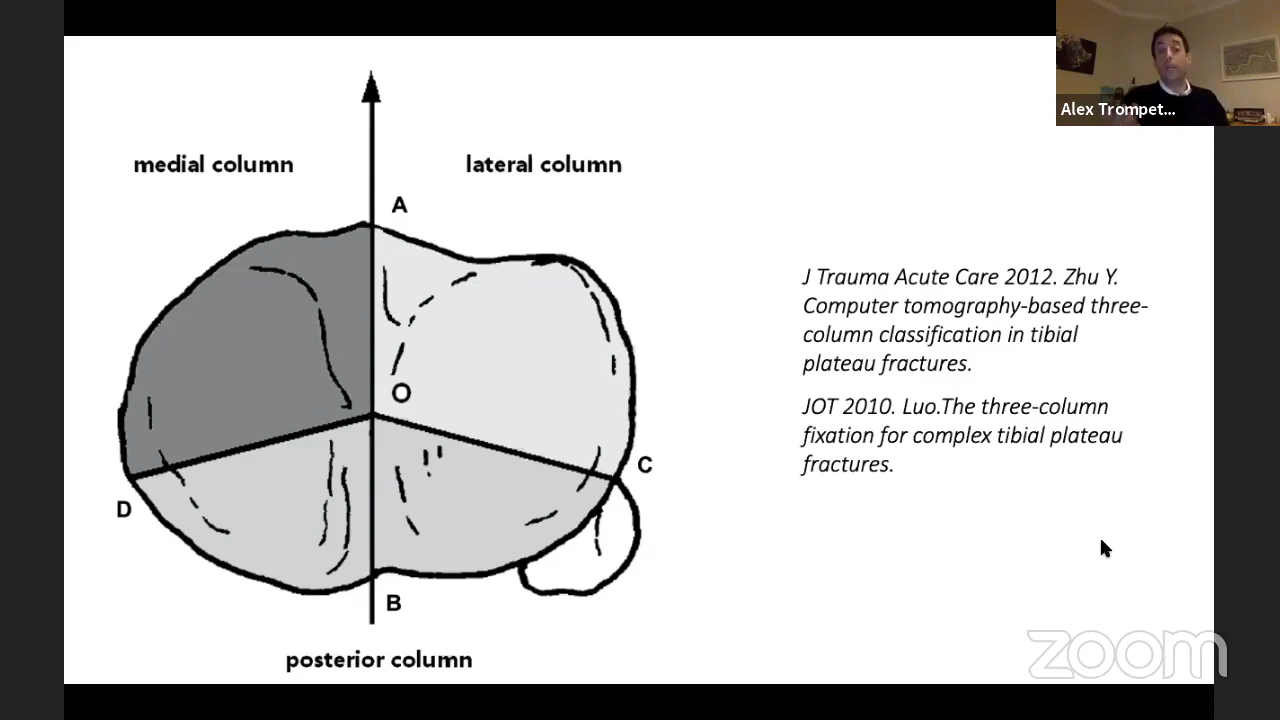 Alex Trompet...
medial column
lateral column
A
J Trauma Acute Care 2012. Zhu Y.
Computer tomography-based three-
column classification in tibial
plateau fractures.
O
JOT 2010. Luo.The three-column
fixation for complex tibial plateau
fractures.
C
D
B
posterior column
zoom